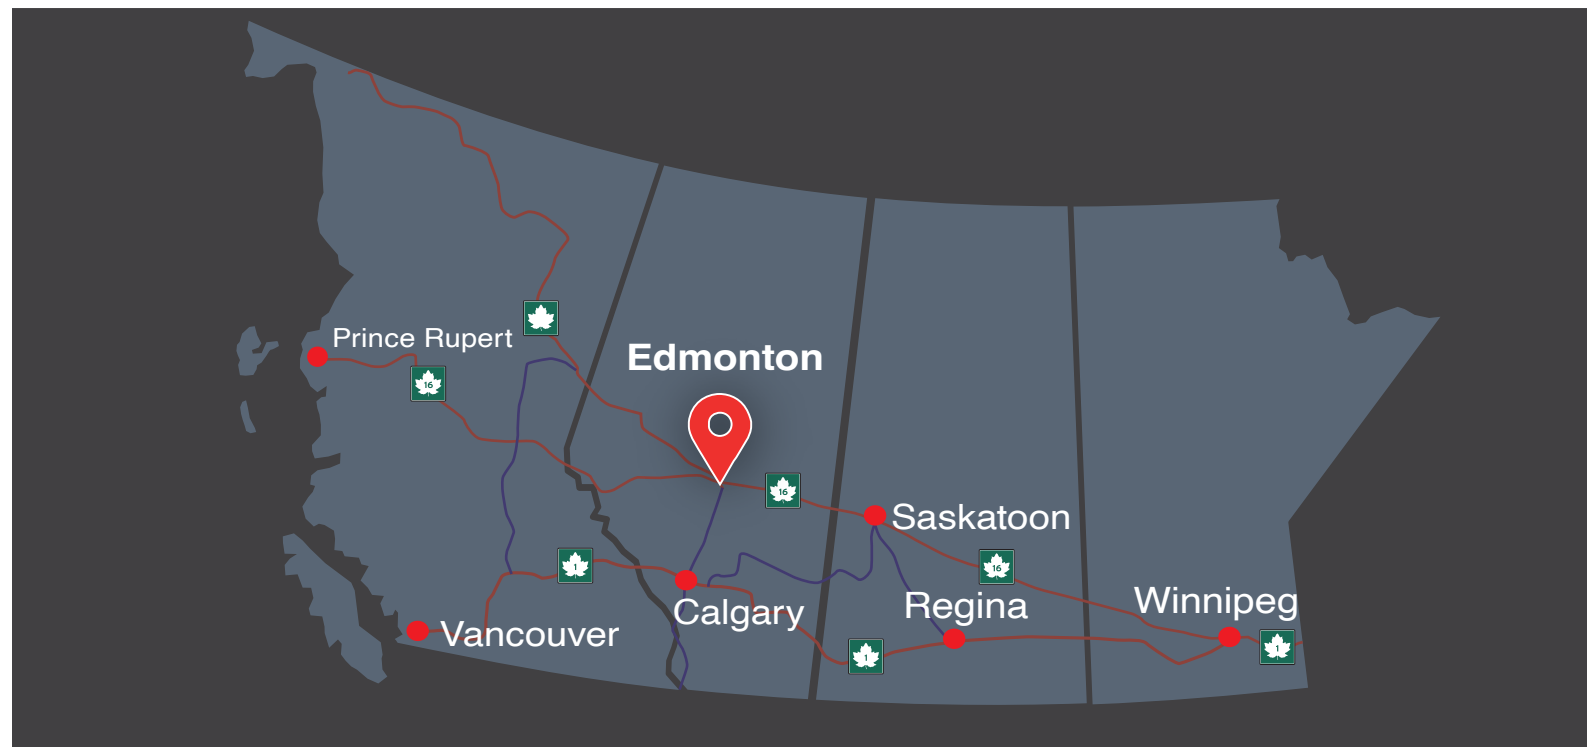 Prince Rupert
16
Edmonton
16
Saskatoon
16
1
Calgary
Regina
Winnipeg
Vancouver
1
1